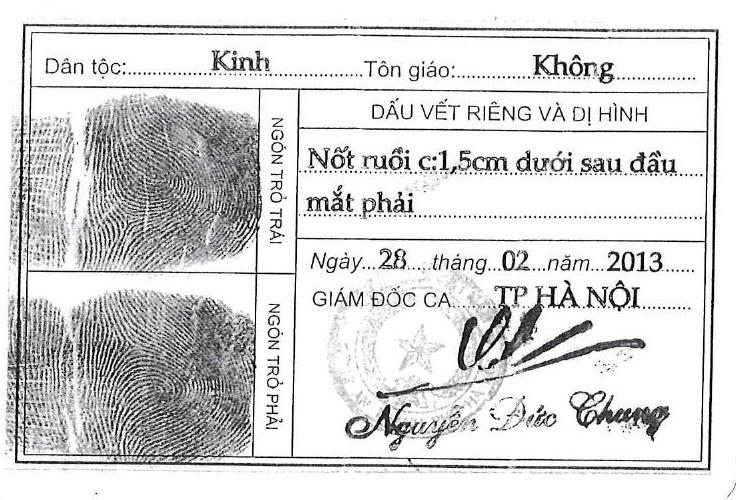 Dân tộc: Kinh Tôn giáo: Không
DẤU VẾT RIÊNG VÀ DỊ HÌNH
NGÓN TRỎ TRÁI
Nốt ruồi c:1,5cm dưới sau đầu
mắt phải
Ngày 28 tháng 02 năm 2013
GIÁM ĐỐC CA TP HÀ NỘI
NGÓN TRỎ PHẢI
Nguyễn Đức Chung